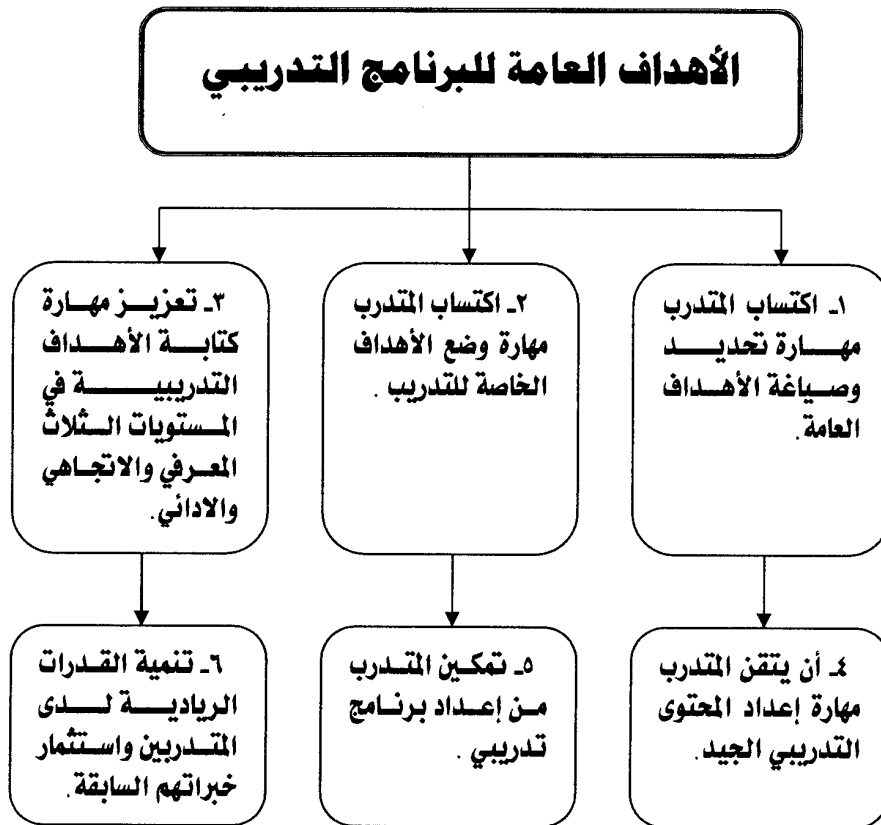 الأهداف العامة للبرنامج التدريبي
١ـ اكتساب المتدرب
مهارة تحديد
وصياغة الأهداف
العامة.
٢ـ اكتساب المتدرب
مهارة وضع الأهداف
الخاصة للتدريب .
٣ـ تعزيز مهارة
كتابة الأهداف
التدريبية في
المستويات الثلاث
المعرفي والاتجاهي
والادائي.
٤ـ أن يتقن المتدرب
مهارة إعداد المحتوى
التدريبي الجيد.
٥ـ تمكين المتدرب
من إعداد برنامج
تدريبي .
٦ـ تنمية القدرات
الريادية لدى
المتدربين واستثمار
خبراتهم السابقة.